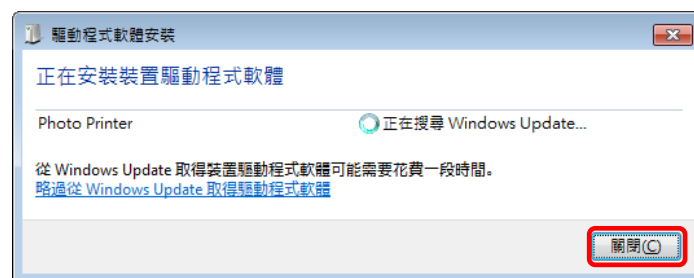 驅動程式軟體安裝
正在安裝裝置驅動程式軟體
Photo Printer 正在搜尋 Windows Update...
從 Windows Update 取得裝置驅動程式軟體可能需要花費一段時間。
略過從 Windows Update 取得驅動程式軟體
關閉(C)